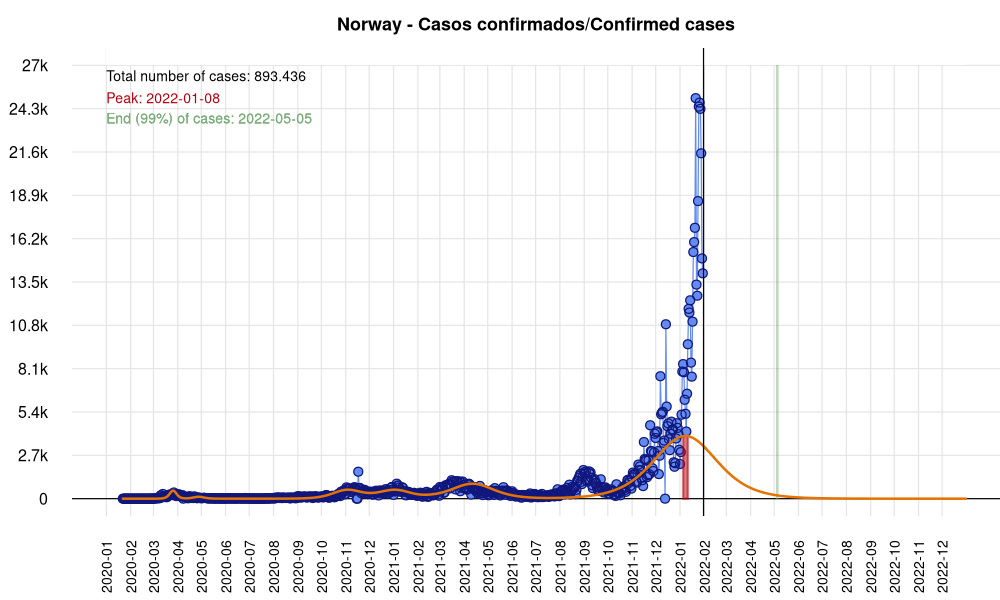 Norway - Casos confirmados/Confirmed cases
Total number of cases: 893.436
Peak: 2022-01-08
End (99%) of cases: 2022-05-05
27k
24.3k
21.6k
18.9k
16.2k
13.5k
10.8k
8.1k
5.4k
2.7k
0
2020-01
2020-02
2020-03
2020-04
2020-05
2020-06
2020-07
2020-08
2020-09
2020-10
2020-11
2020-12
2021-01
2021-02
2021-03
2021-04
2021-05
2021-06
2021-07
2021-08
2021-09
2021-10
2021-11
2021-12
2022-01
2022-02
2022-03
2022-04
2022-05
2022-06
2022-07
2022-08
2022-09
2022-10
2022-11
2022-12